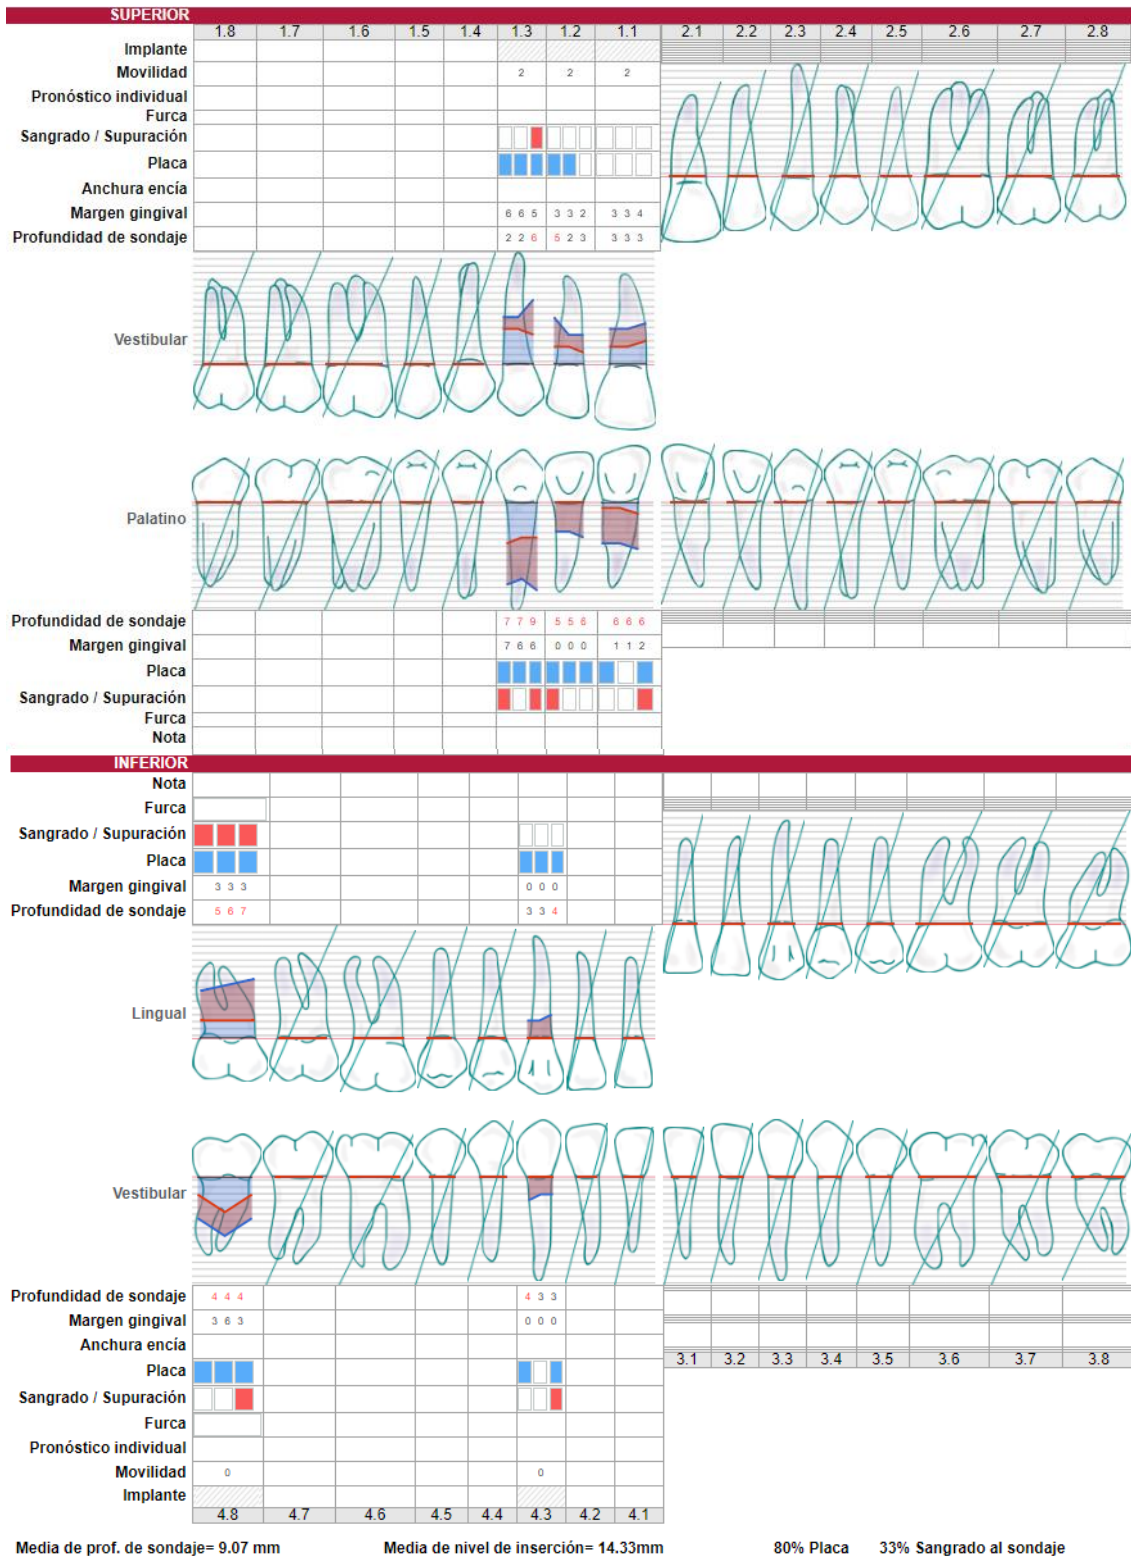 SUPERIOR
1.8 1.7 1.6 1.5 1.4 1.3 1.2 1.1 2.1 2.2 2.3 2.4 2.5 2.6 2.7 2.8
Implante
Movilidad 2 2 2
Pronóstico individual
Furca
Sangrado / Supuración
Placa
Anchura encía
Margen gingival 6 6 5 3 3 2 3 3 4
Profundidad de sondaje 2 2 6 5 2 3 3 3 3
Vestibular
Palatino
Profundidad de sondaje 7 7 9 5 5 6 6 6 6
Margen gingival 7 6 6 0 0 0 1 1 2
Placa
Sangrado / Supuración
Furca
Nota
INFERIOR
Nota
Furca
Sangrado / Supuración
Placa
Margen gingival 3 3 3 0 0 0
Profundidad de sondaje 5 6 7 3 3 4
Lingual
Vestibular
Profundidad de sondaje 4 4 4 4 3 3
Margen gingival 3 6 3 0 0 0
Anchura encía
3.1 3.2 3.3 3.4 3.5 3.6 3.7 3.8
Placa
Sangrado / Supuración
Furca
Pronóstico individual
Movilidad 0 0
Implante
4.8 4.7 4.6 4.5 4.4 4.3 4.2 4.1
Media de prof. de sondaje= 9.07 mm Media de nivel de inserción= 14.33mm 80% Placa 33% Sangrado al sondaje